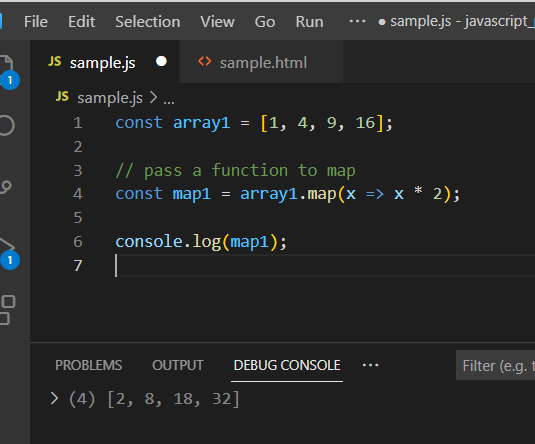 File Edit Selection View Go Run ··· ● sample.js - javascript_
JS sample.js ● <> sample.html
JS sample.js > ...
1 const array1 = [1, 4, 9, 16];
2
3 // pass a function to map
4 const map1 = array1.map(x => x * 2);
5
6 console.log(map1);
7
1
1
PROBLEMS OUTPUT DEBUG CONSOLE ··· Filter (e.g. t
> (4) [2, 8, 18, 32]